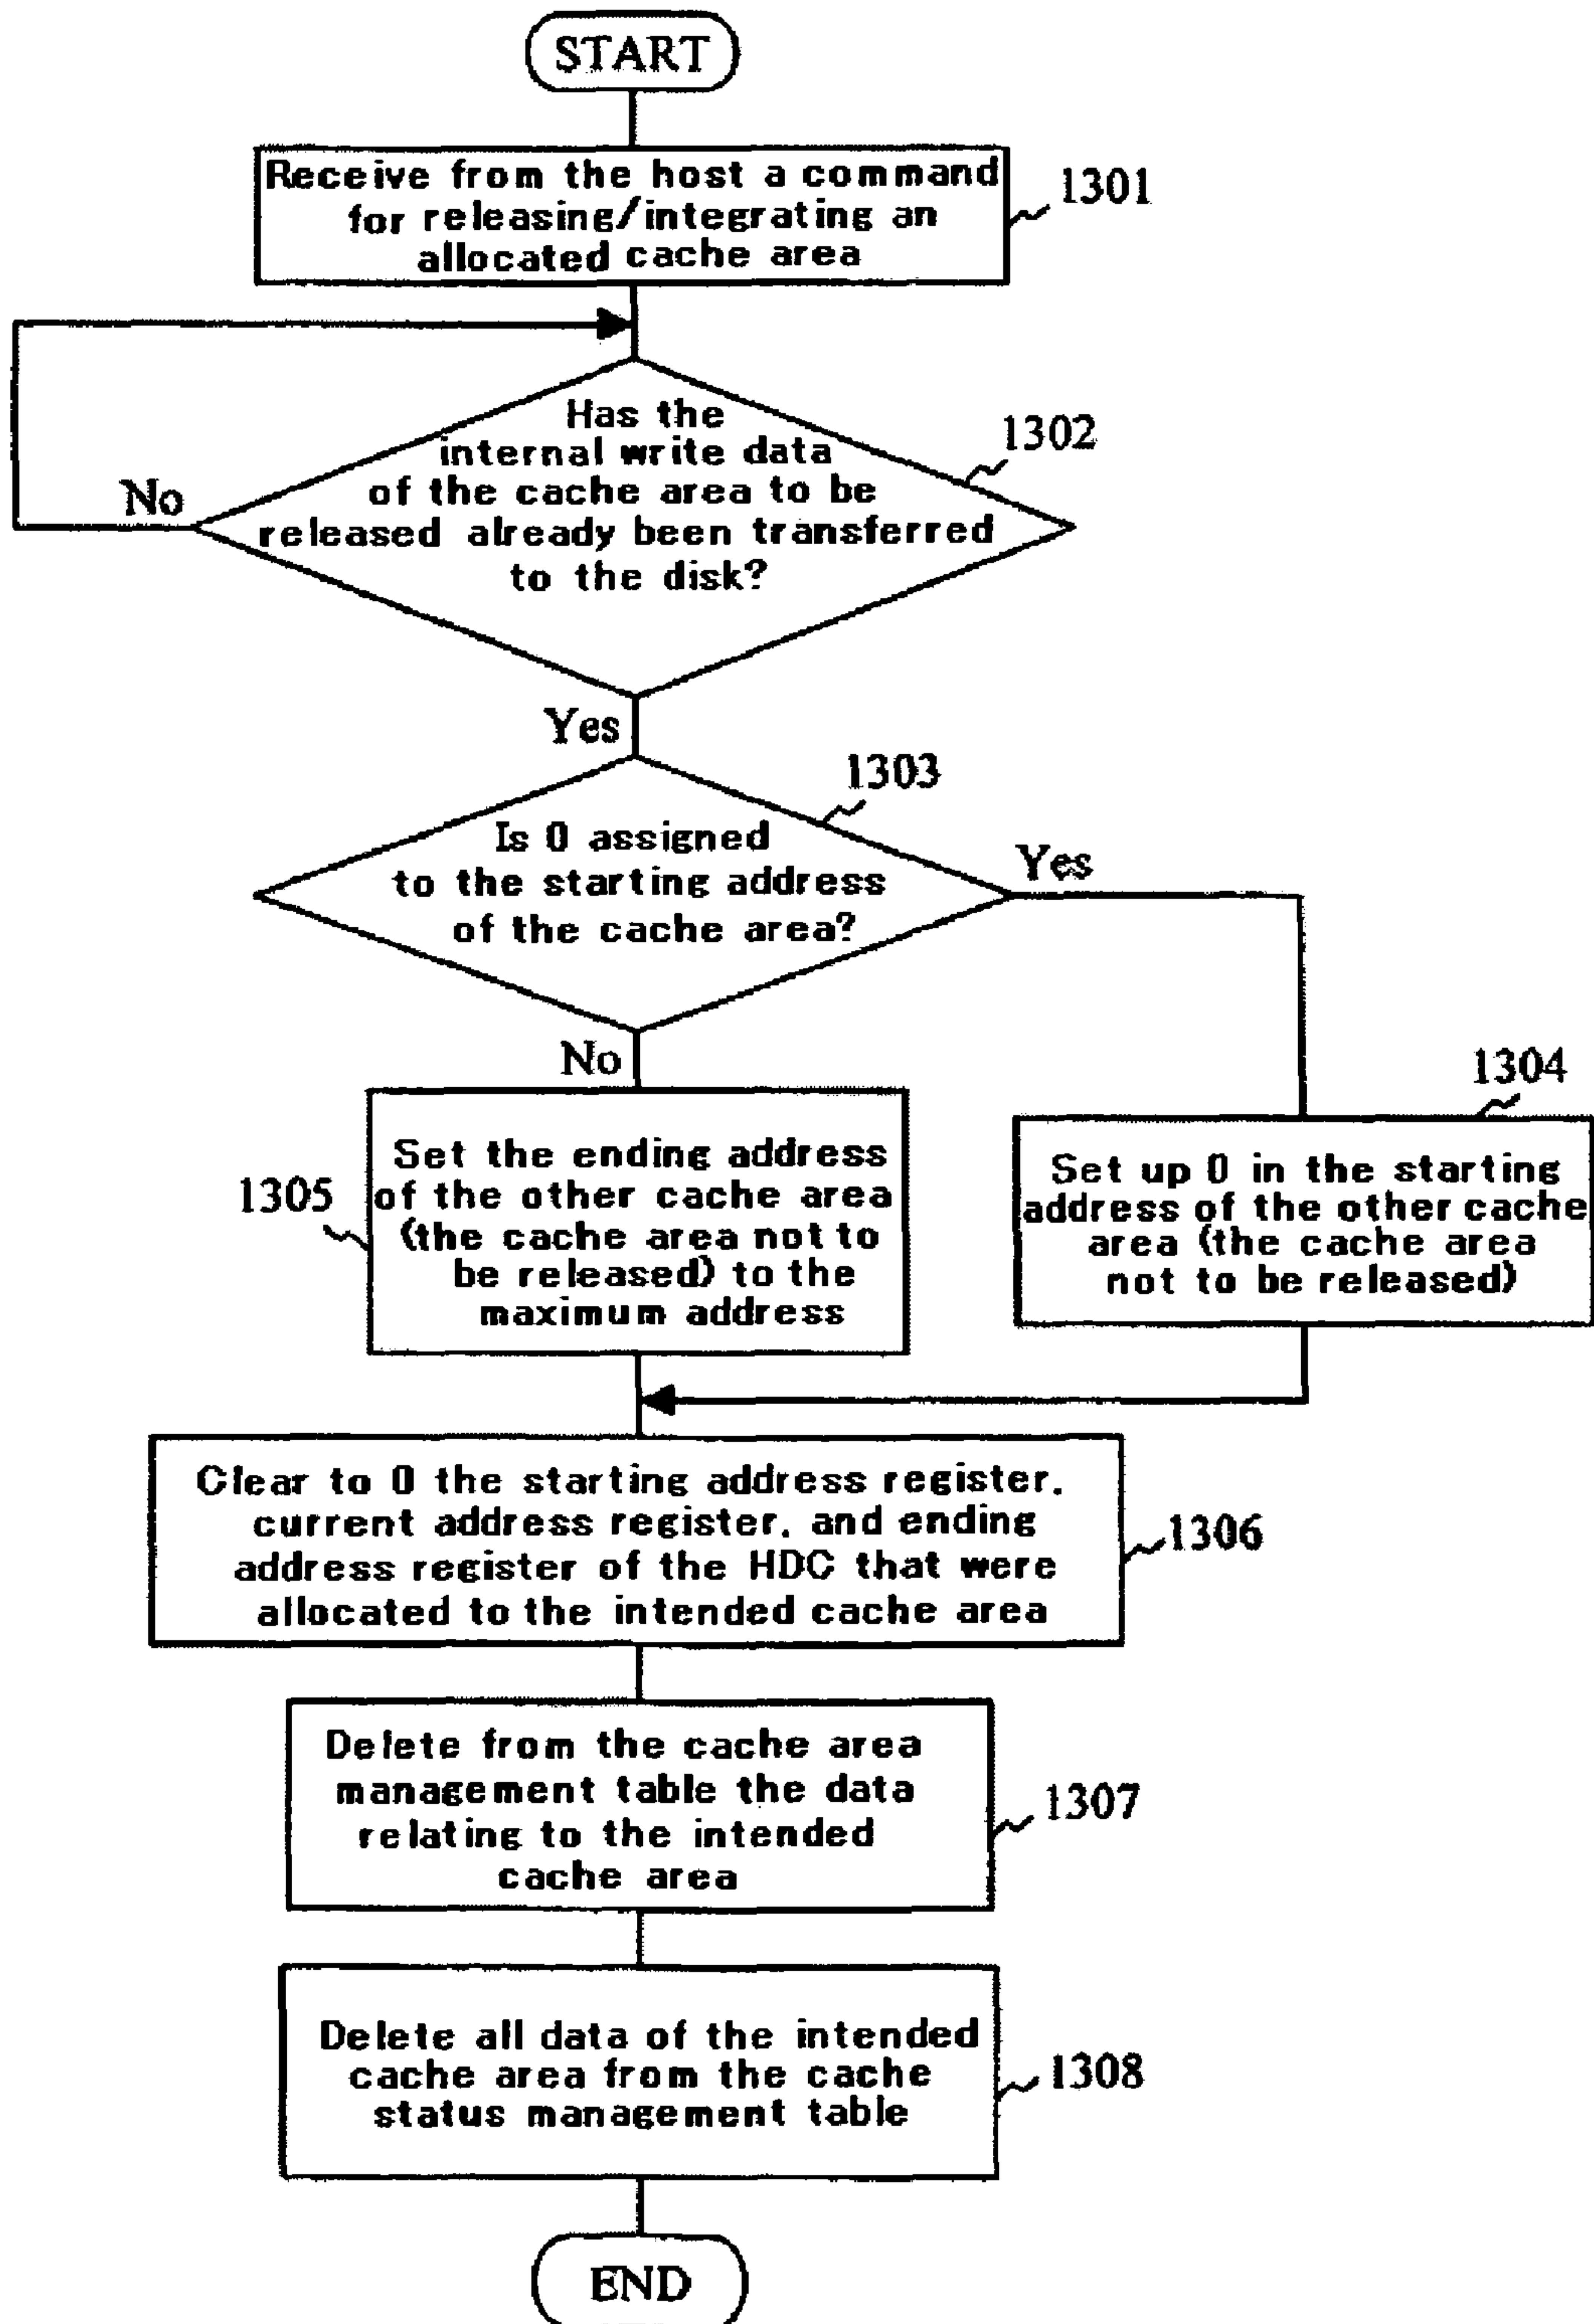 START
Receive from the host a command
for releasing/integrating an
allocated cache area
1301
Has the
internal write data
of the cache area to be
released already been transferred
to the disk?
1302
No
Yes
Is 0 assigned
to the starting address
of the cache area?
1303
Yes
No
1304
Set up 0 in the starting
address of the other cache
area (the cache area
not to be released)
1305
Set the ending address
of the other cache area
(the cache area not to
be released) to the
maximum address
Clear to 0 the starting address register,
current address register, and ending
address register of the HDC that were
allocated to the intended cache area
1306
Delete from the cache area
management table the data
relating to the intended
cache area
1307
Delete all data of the intended
cache area from the cache
status management table
1308
END